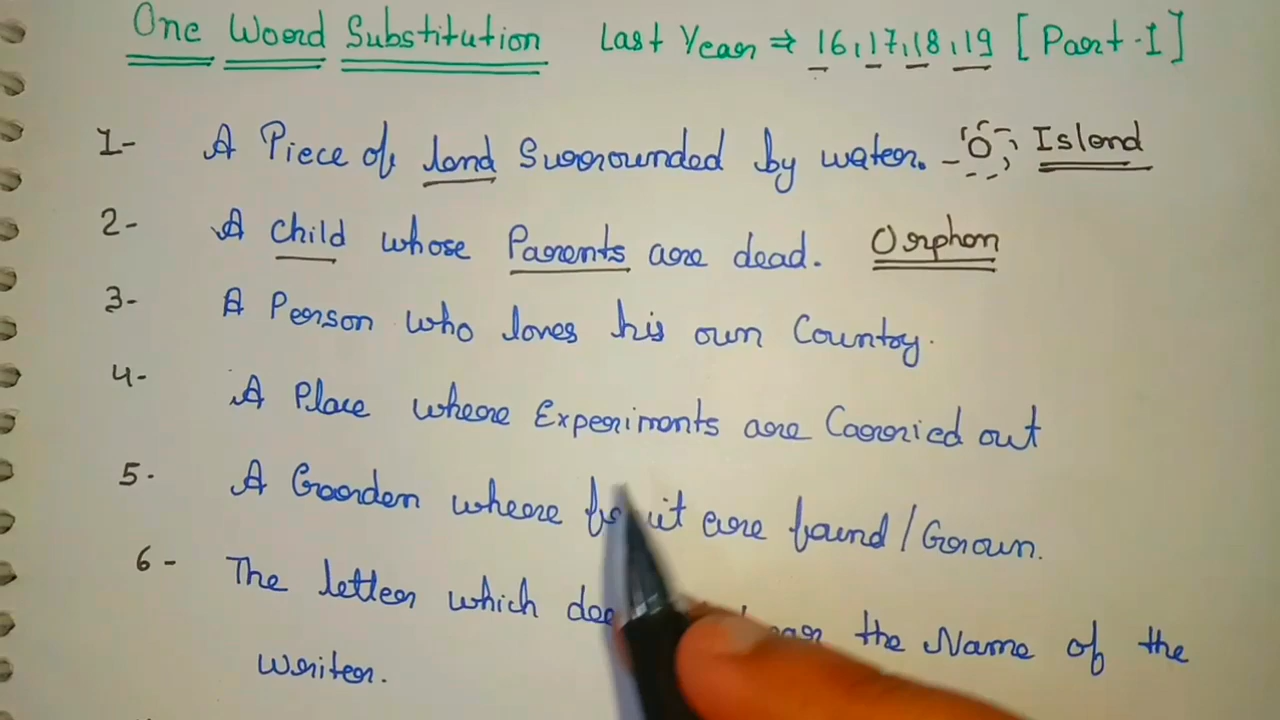 One Word Substitution Last Year ⇒ 16, 17, 18, 19 [Part-I]
1- A Piece of land Surrounded by water. - Island
2- A child whose Parents are dead. Orphan
3- A Person who loves his own Country.
4- A Place where Experiments are Carried out
5- A Garden where fruit are found/Grown.
6- The letter which the Name of the
writer.